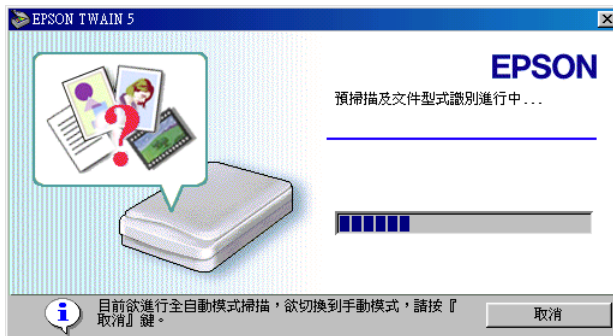 EPSON TWAIN 5
EPSON
預掃描及文件型式識別進行中...
目前欲進行全自動模式掃描，欲切換到手動模式，請按『
取消』鍵。
取消